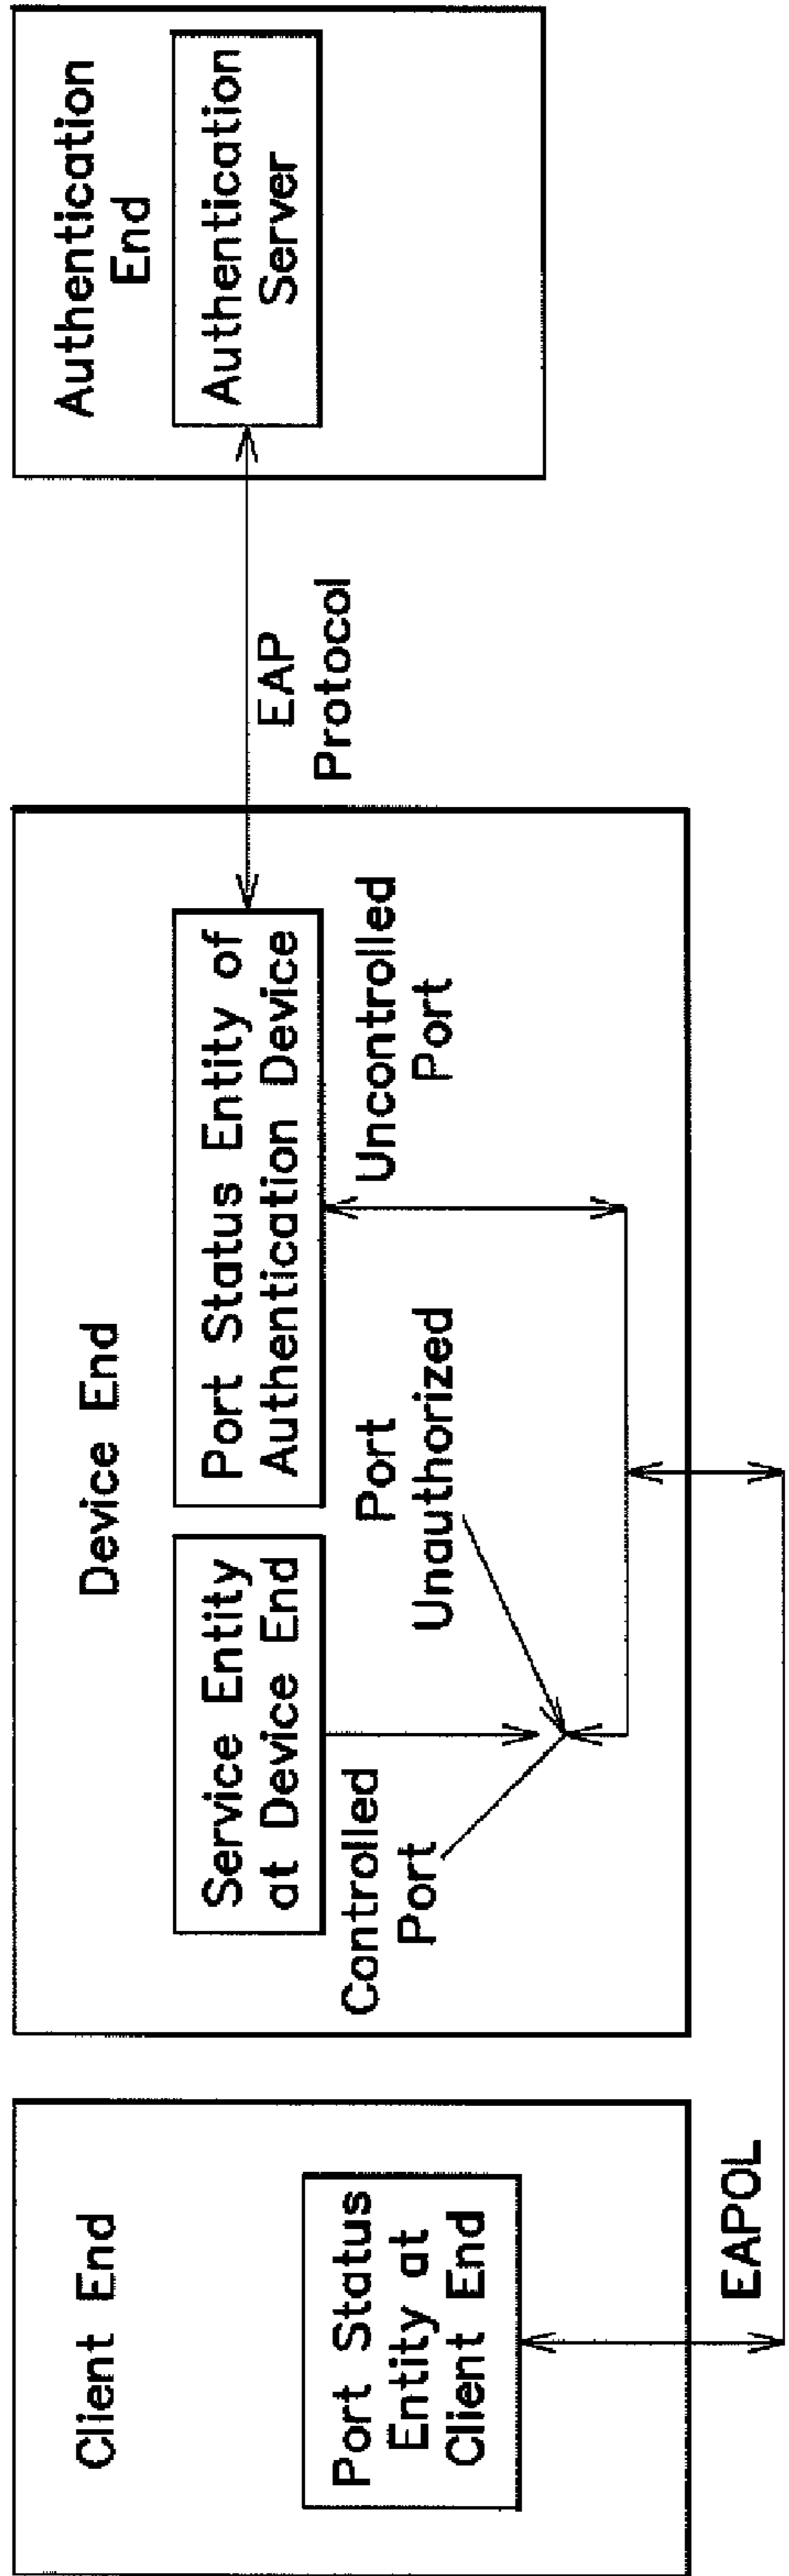 Client End
Port Status
Entity at
Client End
EAPOL
Device End
Service Entity
at Device End
Port Status Entity of
Authentication Device
Controlled
Port
Port
Unauthorized
Uncontrolled
Port
EAP
Protocol
Authentication
End
Authentication
Server